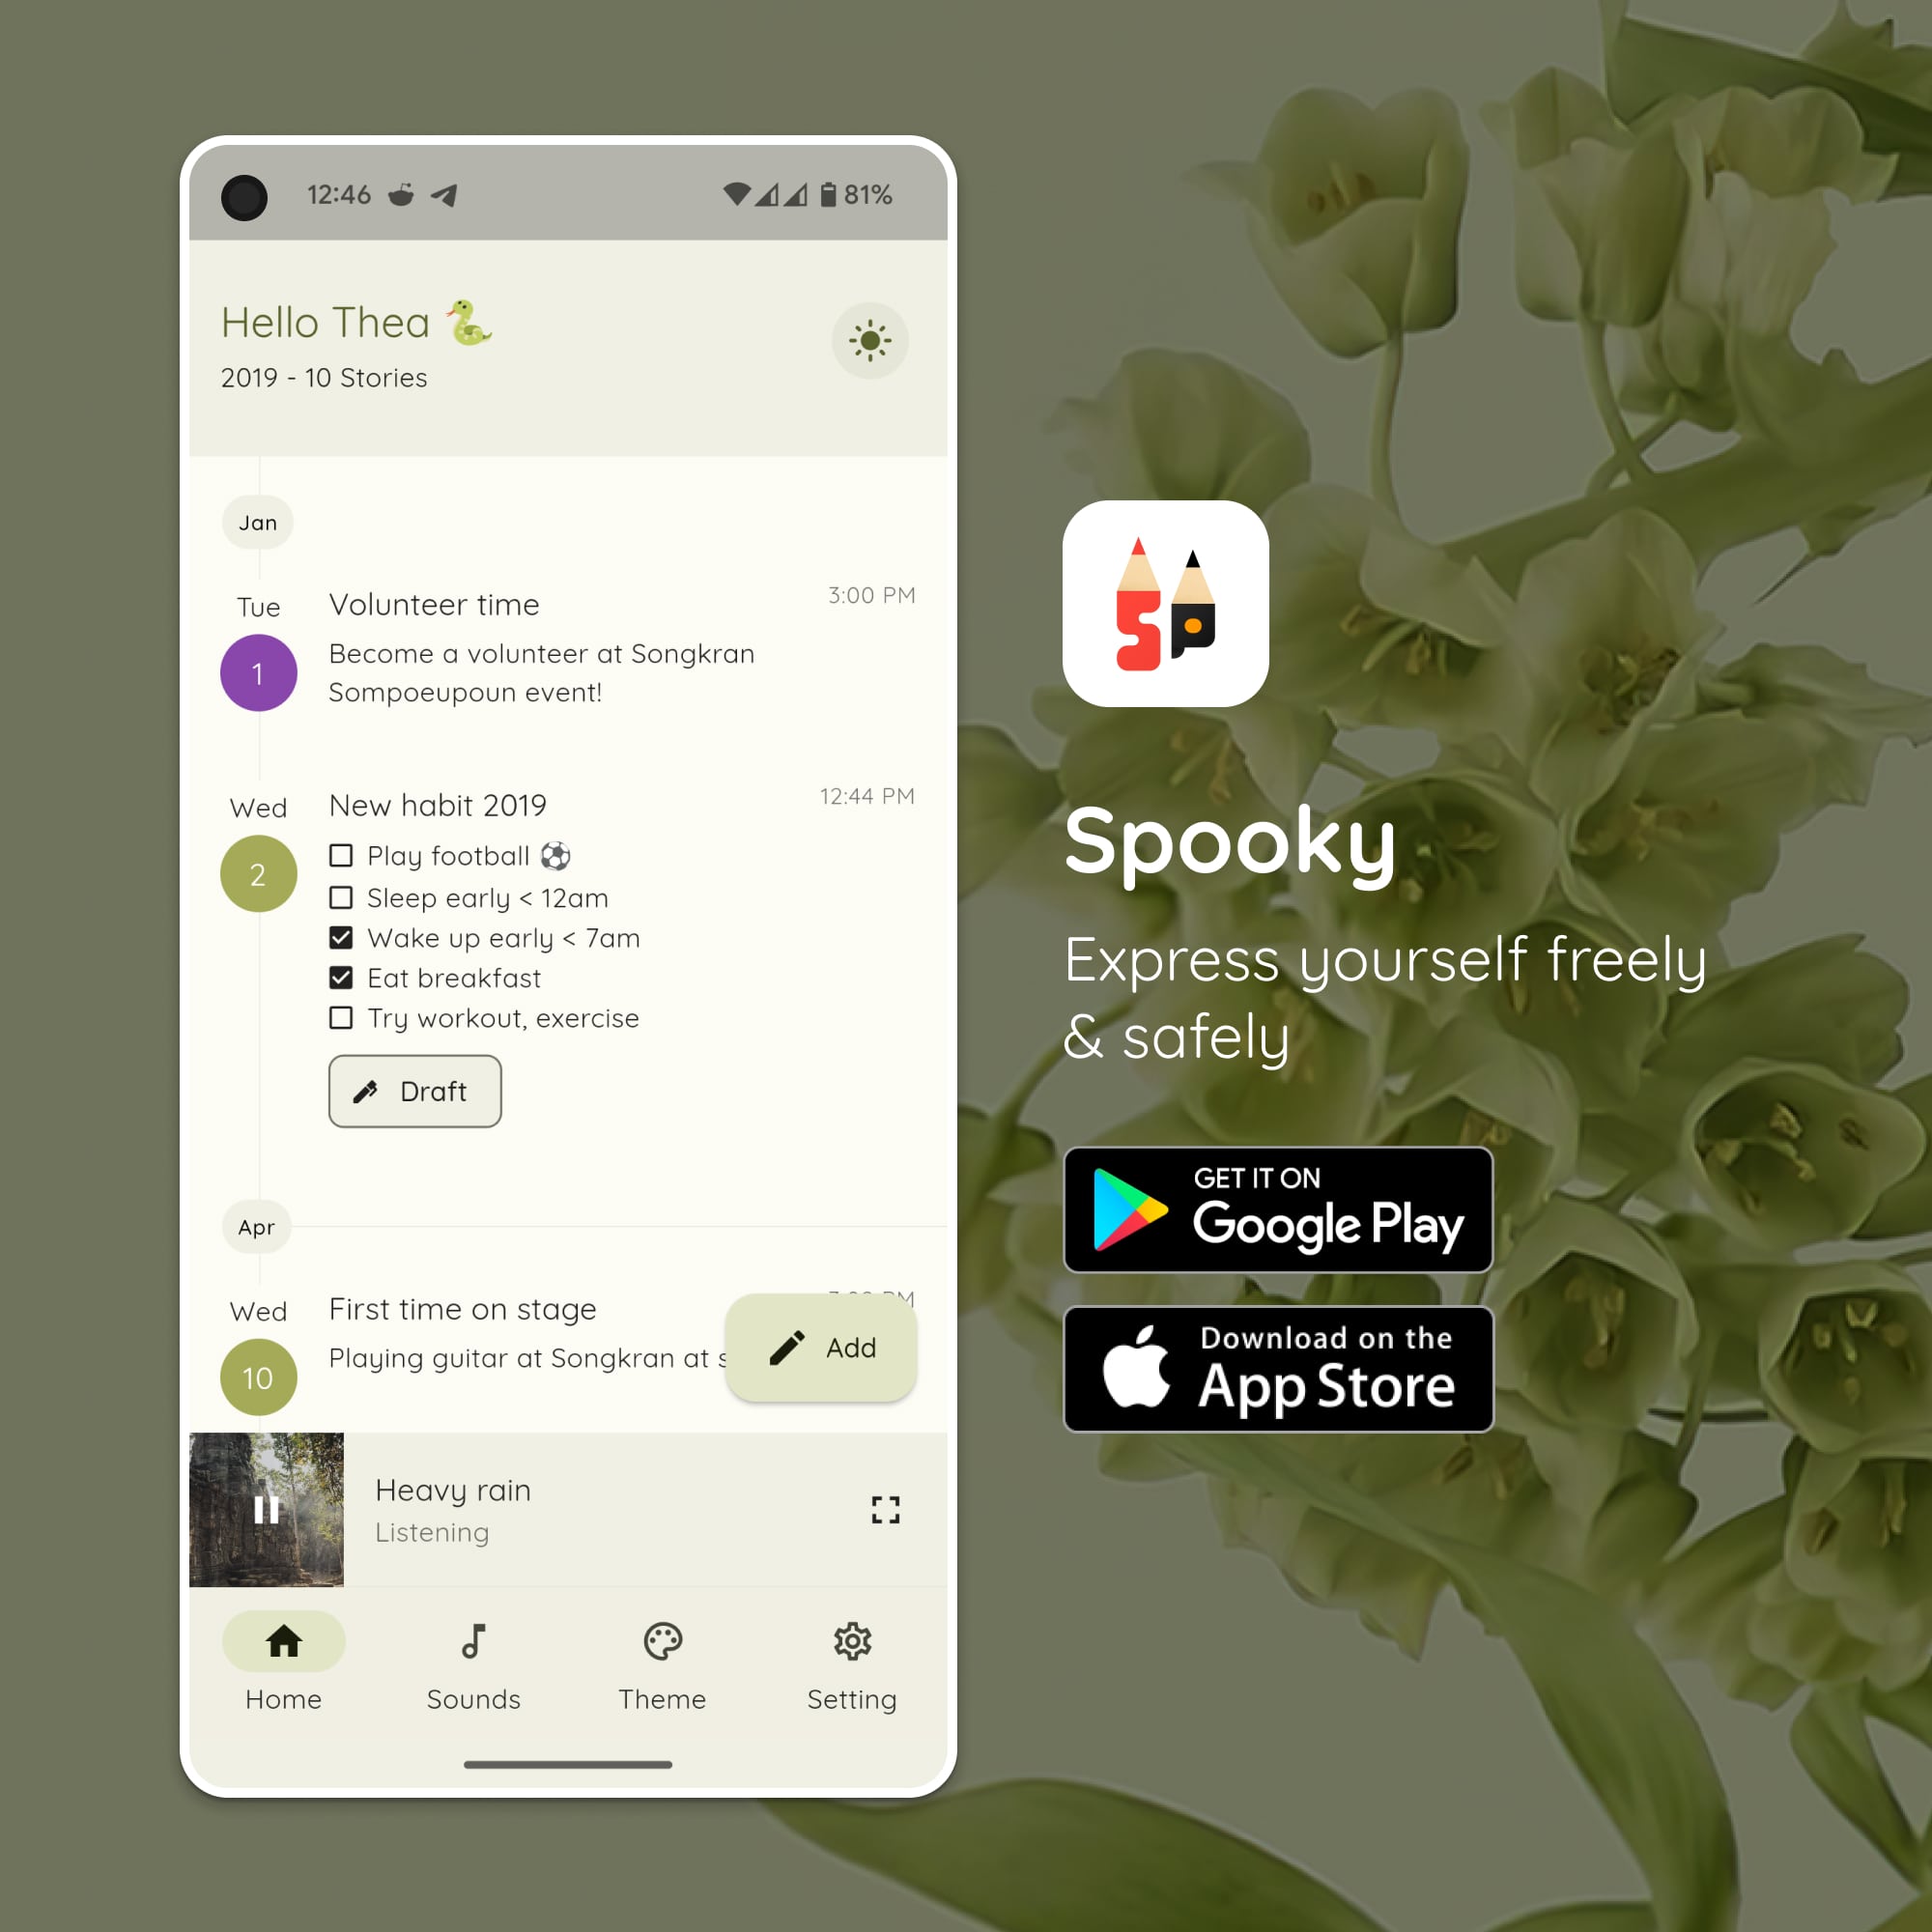 12:46
81%
Hello Thea 🐍
2019 - 10 Stories
Jan
Tue
1
Volunteer time
3:00 PM
Become a volunteer at Songkran
Sompoeupoun event!
Wed
2
New habit 2019
12:44 PM
Play football ⚽
Sleep early < 12am
Wake up early < 7am
Eat breakfast
Try workout, exercise
Draft
Apr
Wed
10
First time on stage
Playing guitar at Songkran at
Add
Heavy rain
Listening
Home
Sounds
Theme
Setting
SP
Spooky
Express yourself freely
& safely
GET IT ON
Google Play
Download on the
App Store